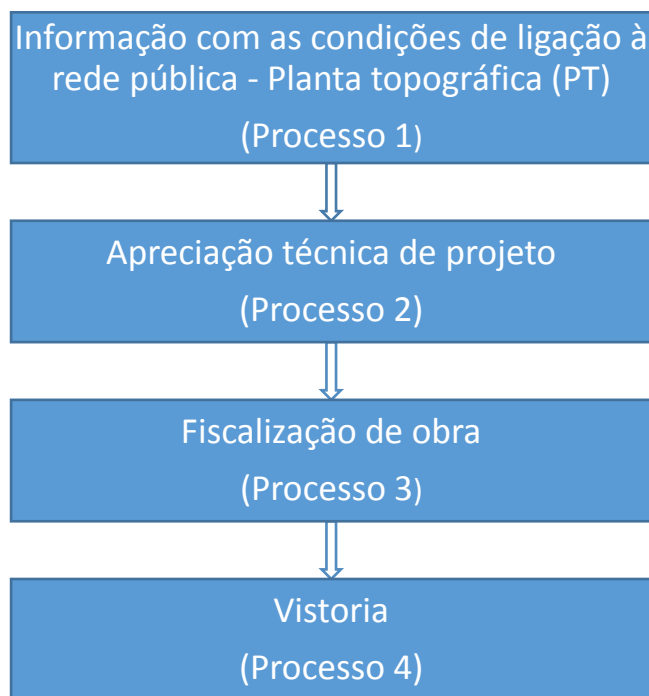 Informação com as condições de ligação à
rede pública - Planta topográfica (PT)
(Processo 1)
Apreciação técnica de projeto
(Processo 2)
Fiscalização de obra
(Processo 3)
Vistoria
(Processo 4)